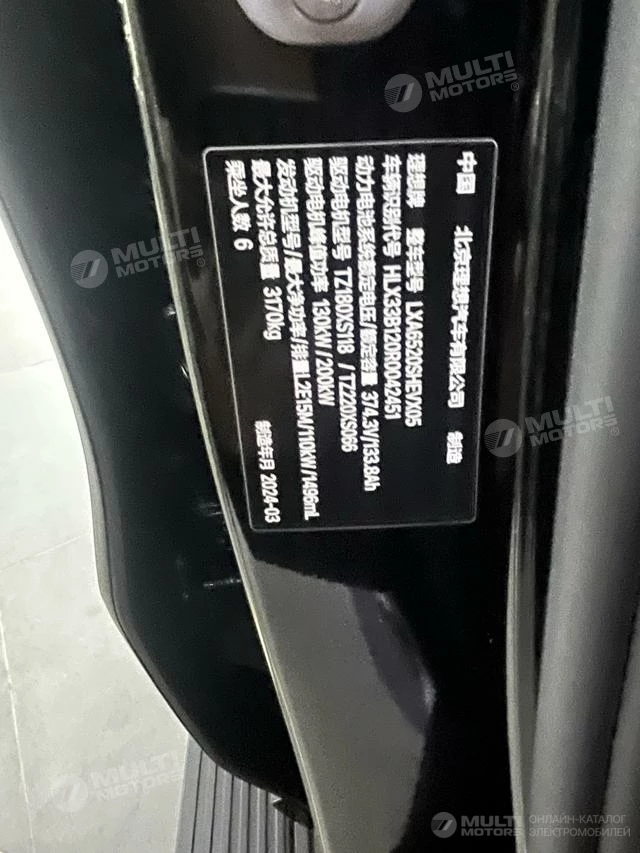 中国 北京理想汽车有限公司 制造
理想牌 整车型号 LXA6520SHEVX05
车辆识别代号 HLX33B120R0042451
动力电池系统额定电压/额定容量 374.3V/133.8Ah
驱动电机型号 TZ180XS118 / TZ220XS066
驱动电机峰值功率 130kW / 200kW
发动机型号/最大净功率/排量 L2E15M/110kW/1496mL
最大允许总质量 3170kg
乘坐人数 6 制造年月 2024-03
MULTI MOTORS
MULTI MOTORS
MULTI MOTORS
MULTI MOTORS
MULTI MOTORS ОНЛАЙН-КАТАЛОГ ЭЛЕКТРОМОБИЛЕЙ